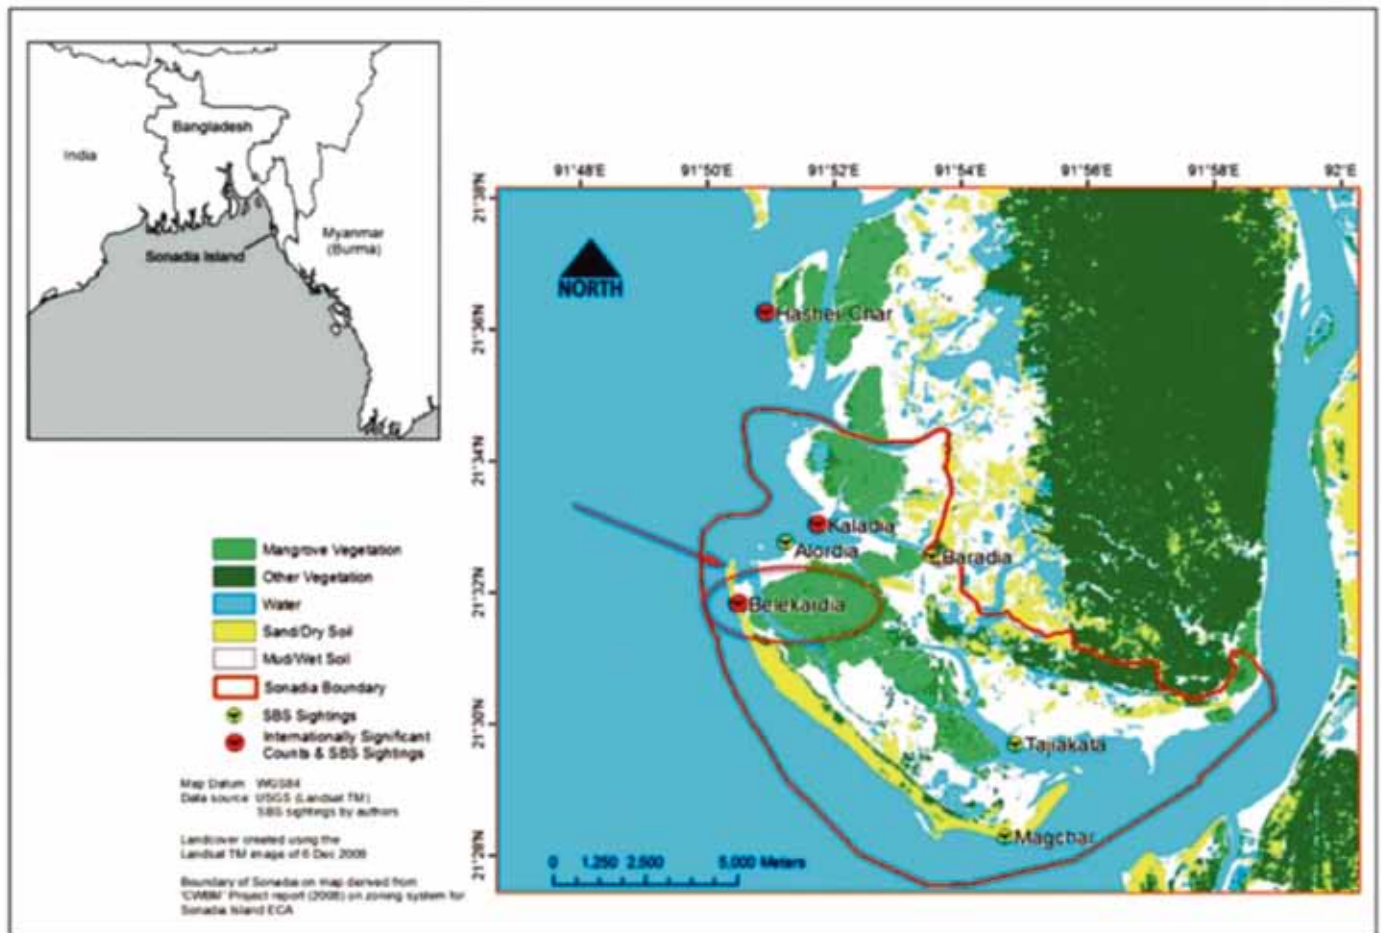 Bangladesh
India
Myanmar
(Burma)
Sonadia Island
91°48'E 91°50'E 91°52'E 91°54'E 91°56'E 91°58'E 92°E
21°38'N
21°36'N
21°34'N
21°32'N
21°30'N
21°28'N
NORTH
Hashei Char
Kaladia
Alordia
Baradia
Belekardia
Tajiakata
Magchar
0 1,250 2,500 5,000 Meters
Mangrove Vegetation
Other Vegetation
Water
Sand/Dry Soil
Mud/Wet Soil
Sonadia Boundary
SBS Sightings
Internationally Significant
Counts & SBS Sightings
Map Datum WGS84
Data source USGS (Landsat TM)
SBS sightings by authors
Landcover created using the
Landsat TM image of 6 Dec 2009
Boundary of Sonadia on map derived from
'CWBM' Project report (2008) on zoning system for
Sonadia Island ECA